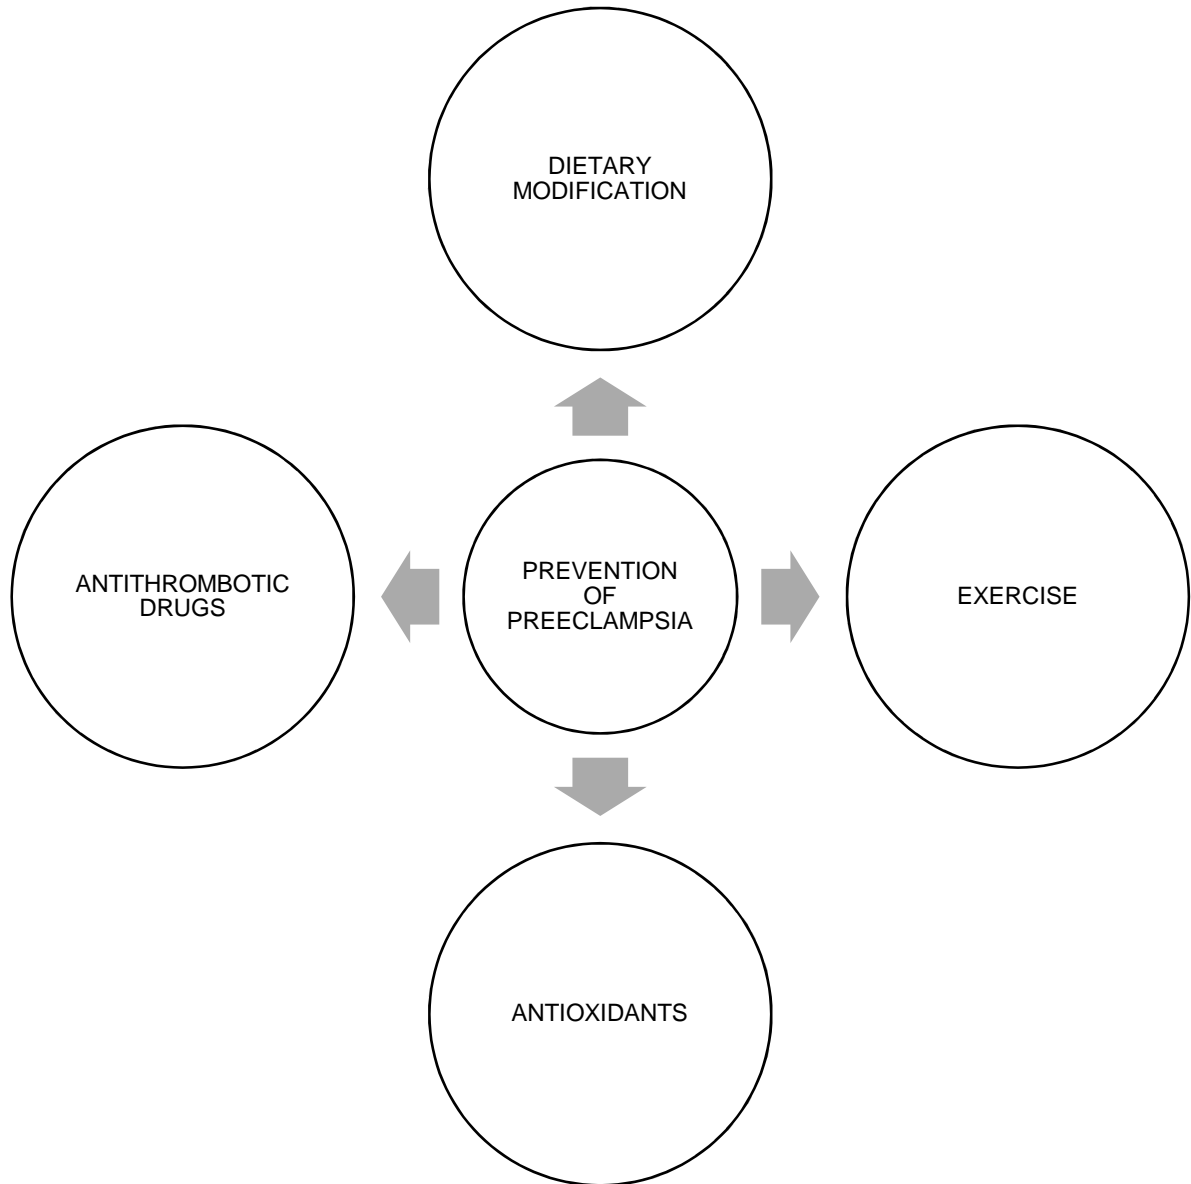 DIETARY
MODIFICATION
ANTITHROMBOTIC
DRUGS
PREVENTION
OF
PREECLAMPSIA
EXERCISE
ANTIOXIDANTS